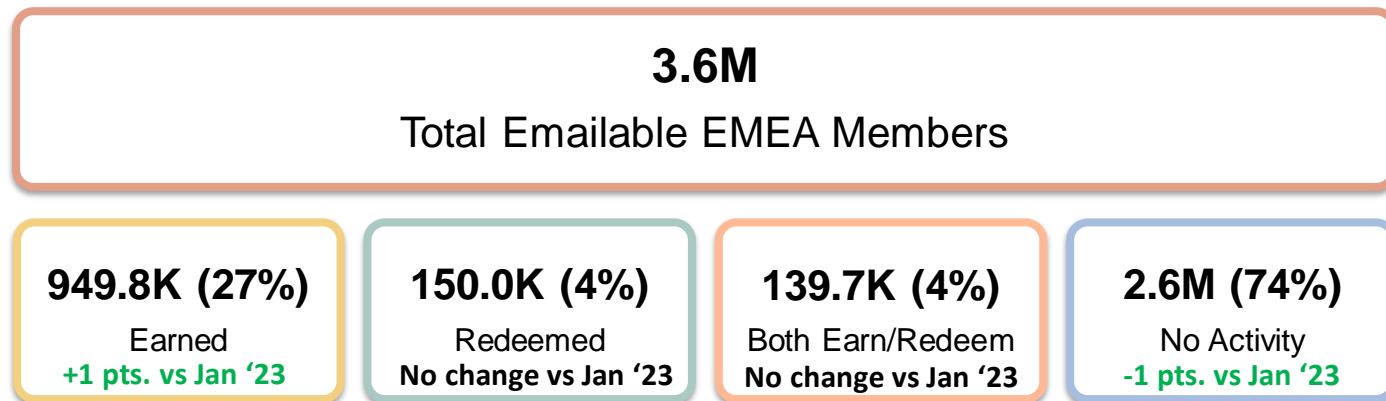 3.6M
Total Emailable EMEA Members
949.8K (27%)
Earned
+1 pts. vs Jan ‘23
150.0K (4%)
Redeemed
No change vs Jan ‘23
139.7K (4%)
Both Earn/Redeem
No change vs Jan ‘23
2.6M (74%)
No Activity
-1 pts. vs Jan ‘23